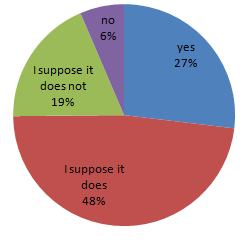 no
6%
yes
27%
I suppose it
does not
19%
I suppose it
does
48%